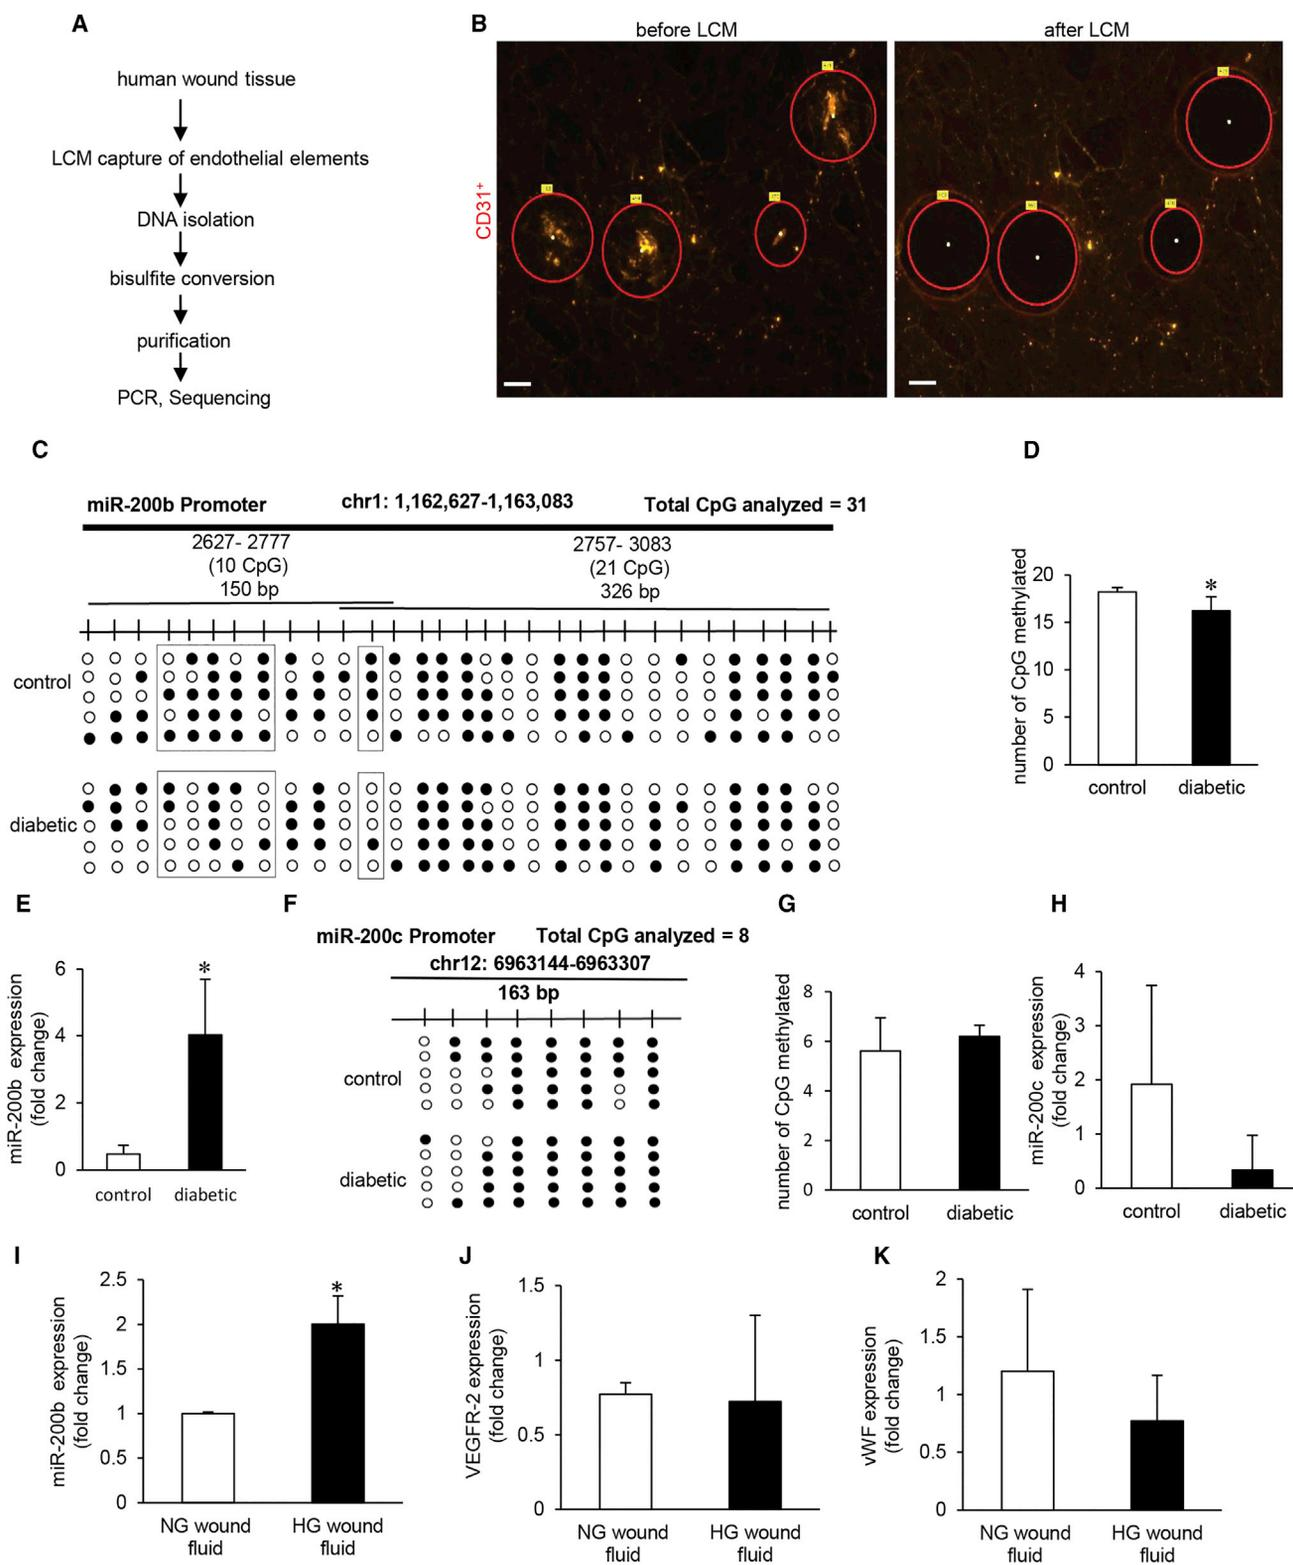 A
human wound tissue
LCM capture of endothelial elements
DNA isolation
bisulfite conversion
purification
PCR, Sequencing
B
before LCM
after LCM
CD31+
C
miR-200b Promoter
chr1: 1,162,627-1,163,083
Total CpG analyzed = 31
2627- 2777
(10 CpG)
150 bp
2757- 3083
(21 CpG)
326 bp
control
diabetic
D
number of CpG methylated
20
15
10
5
0
*
control
diabetic
E
miR-200b expression
(fold change)
6
4
2
0
*
control
diabetic
F
miR-200c Promoter
Total CpG analyzed = 8
chr12: 6963144-6963307
163 bp
control
diabetic
G
number of CpG methylated
8
6
4
2
0
control
diabetic
H
miR-200c expression
(fold change)
4
3
2
1
0
control
diabetic
I
miR-200b expression
(fold change)
2.5
2
1.5
1
0.5
0
*
NG wound
fluid
HG wound
fluid
J
VEGFR-2 expression
(fold change)
1.5
1
0.5
0
NG wound
fluid
HG wound
fluid
K
vWF expression
(fold change)
2
1.5
1
0.5
0
NG wound
fluid
HG wound
fluid